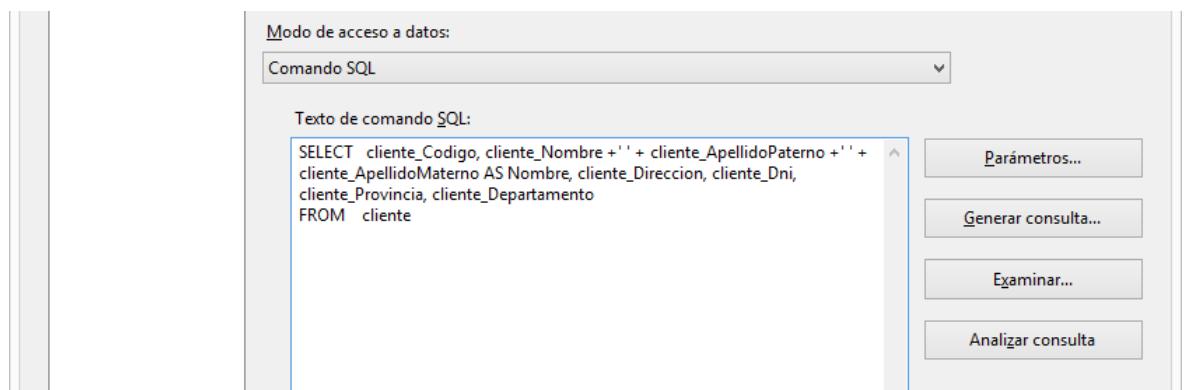 Modo de acceso a datos:
Comando SQL
Texto de comando SQL:
SELECT   cliente_Codigo, cliente_Nombre +' ' + cliente_ApellidoPaterno +' ' +
cliente_ApellidoMaterno AS Nombre, cliente_Direccion, cliente_Dni,
cliente_Provincia, cliente_Departamento
FROM    cliente
Parámetros...
Generar consulta...
Examinar...
Analizar consulta